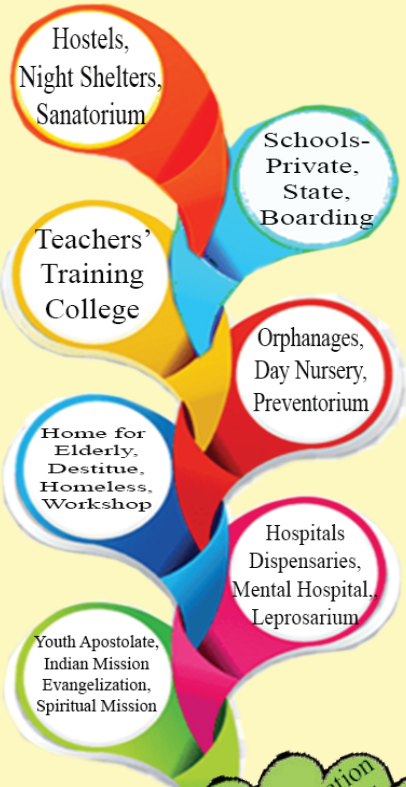 Hostels,
Night Shelters,
Sanatorium
Schools-
Private,
State,
Boarding
Teachers’
Training
College
Orphanages,
Day Nursery,
Preventorium
Home for
Elderly,
Destitue,
Homeless,
Workshop
Hospitals
Dispensaries,
Mental Hospital,,
Leprosarium
Youth Apostolate,
Indian Mission
Evangelization,
Spiritual Mission